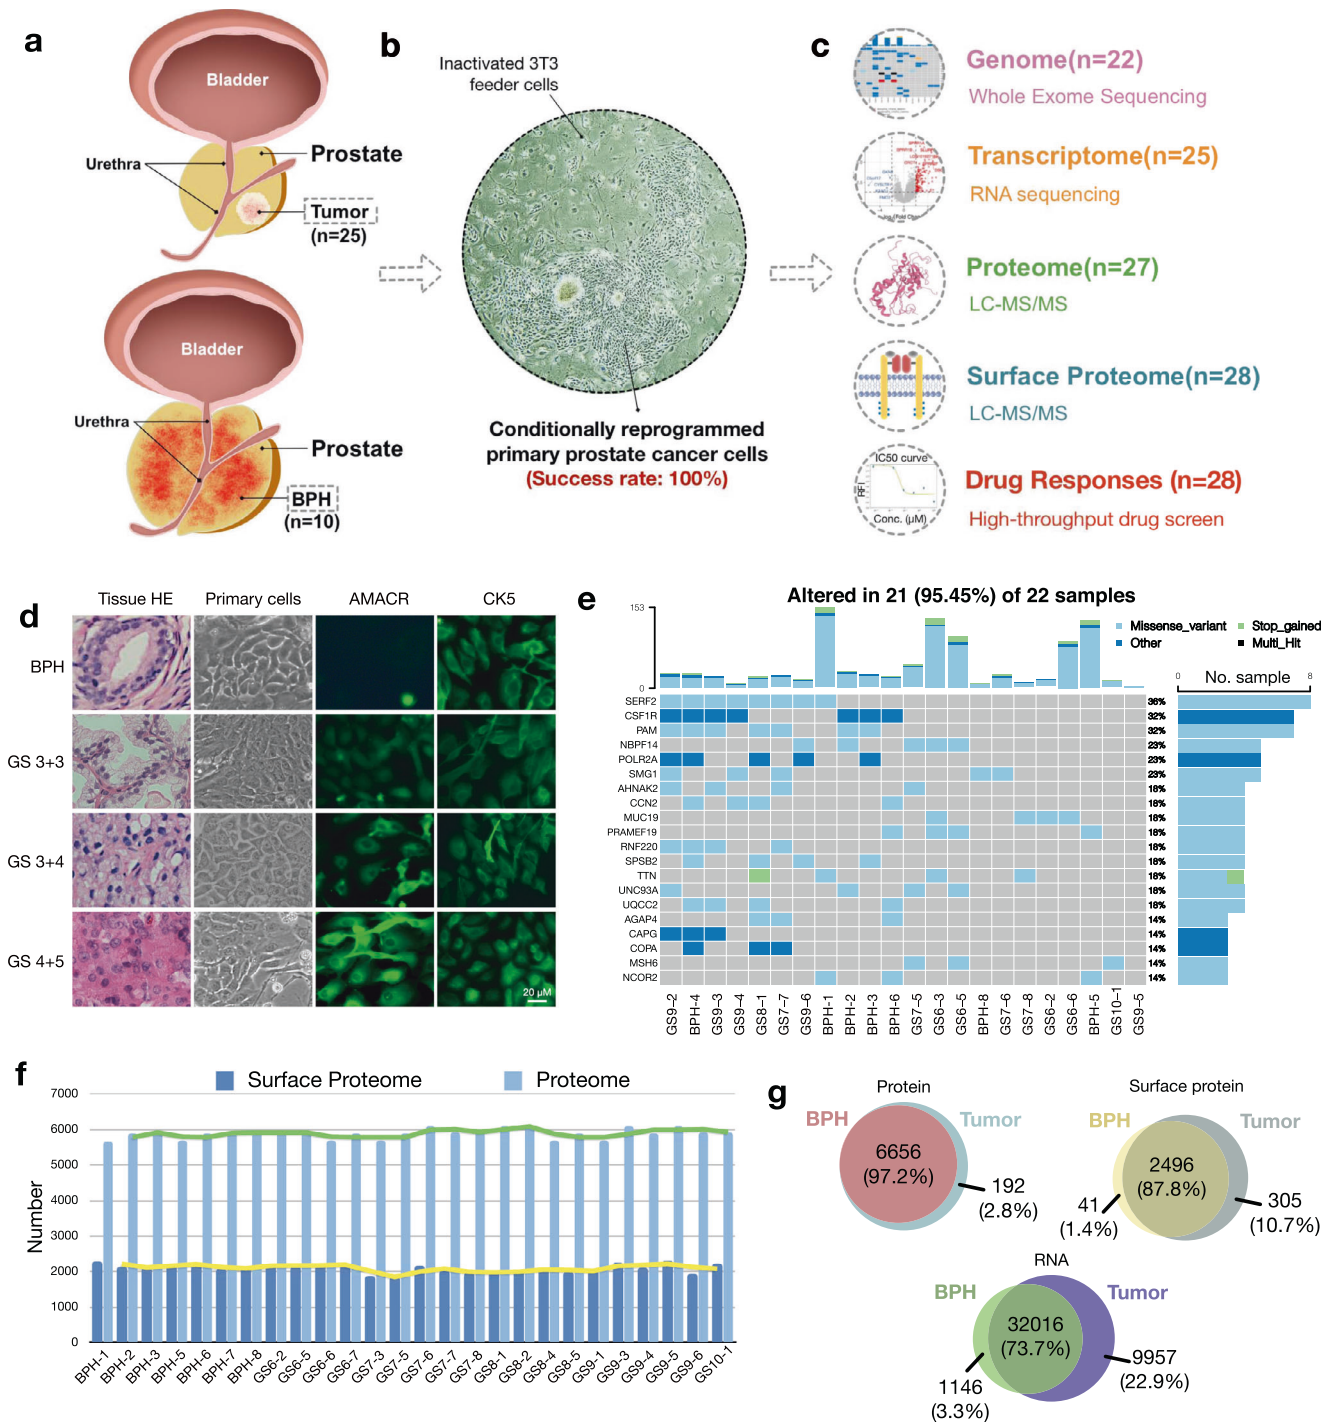 a
Bladder
Urethra
Prostate
Tumor
(n=25)
Bladder
Urethra
Prostate
BPH
(n=10)
b
Inactivated 3T3
feeder cells
Conditionally reprogrammed
primary prostate cancer cells
(Success rate: 100%)
c
Genome(n=22)
Whole Exome Sequencing
Transcriptome(n=25)
RNA sequencing
Proteome(n=27)
LC-MS/MS
Surface Proteome(n=28)
LC-MS/MS
IC50 curve
RFI
Conc. (µM)
Drug Responses (n=28)
High-throughput drug screen
d
Tissue HE Primary cells AMACR CK5
BPH
GS 3+3
GS 3+4
GS 4+5
20 µM
e
Altered in 21 (95.45%) of 22 samples
153
0
Missense_variant Stop_gained
Other Multi_Hit
No. sample
0 8
SERF2 36%
CSF1R 32%
PAM 32%
NBPF14 23%
POLR2A 23%
SMG1 23%
AHNAK2 18%
CCN2 18%
MUC19 18%
PRAMEF19 18%
RNF220 18%
SPSB2 18%
TTN 18%
UNC93A 18%
UQCC2 18%
AGAP4 14%
CAPG 14%
COPA 14%
MSH6 14%
NCOR2 14%
GS9–2 BPH-4 GS9–3 GS9–4 GS8–1 GS7–7 GS9–6 BPH-1 BPH–2 BPH–3 BPH–6 GS7–5 GS6–3 GS6–5 BPH–8 GS7–6 GS7–8 GS6–2 GS6–6 BPH–5 GS10–1 GS9–5
f
Surface Proteome Proteome
Number
7000
6000
5000
4000
3000
2000
1000
0
BPH-1 BPH-2 BPH-3 BPH-5 BPH-6 BPH-7 BPH-8 GS6-2 GS6-5 GS6-6 GS6-7 GS7-3 GS7-5 GS7-6 GS7-7 GS7-8 GS8-1 GS8-2 GS8-4 GS8-5 GS9-1 GS9-3 GS9-4 GS9-5 GS9-6 GS10-1
g
Protein
BPH Tumor
6656
(97.2%)
192
(2.8%)
Surface protein
BPH Tumor
2496
(87.8%)
41
(1.4%)
305
(10.7%)
RNA
BPH Tumor
32016
(73.7%)
1146
(3.3%)
9957
(22.9%)